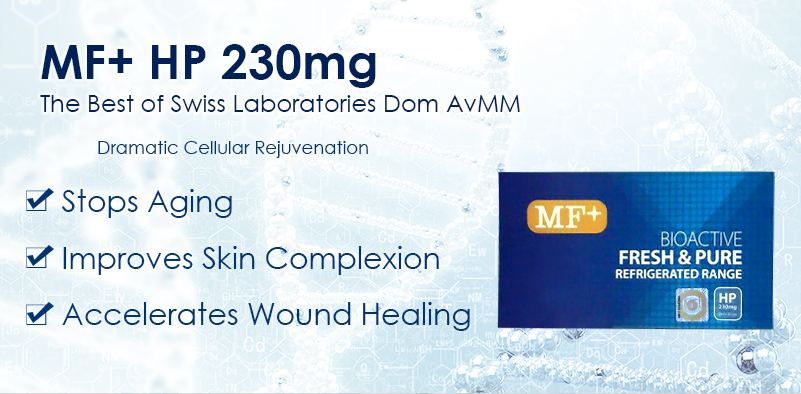 MF+ HP 230mg
The Best of Swiss Laboratories Dom AvMM
Dramatic Cellular Rejuvenation
Stops Aging
Improves Skin Complexion
Accelerates Wound Healing
MF+
BIOACTIVE
FRESH & PURE
REFRIGERATED RANGE
HP
230mg